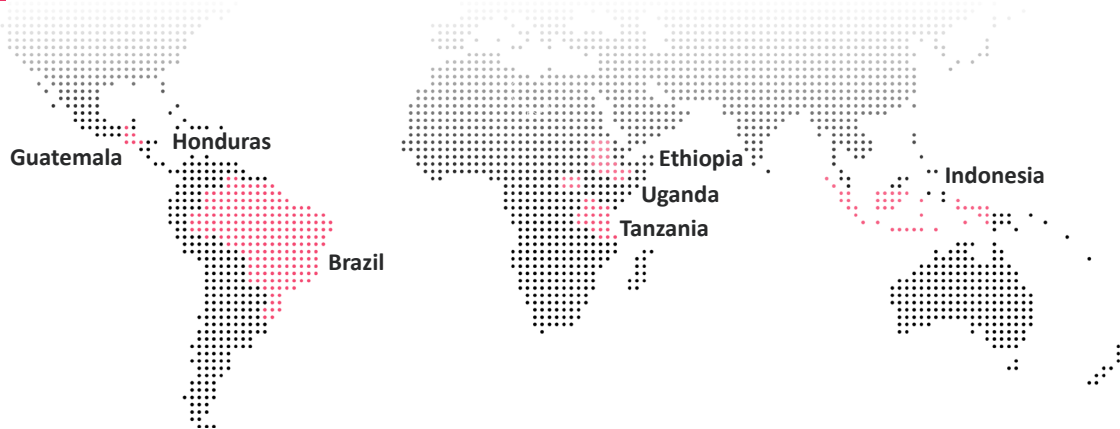 Honduras
Guatemala
Ethiopia
Indonesia
Uganda
Tanzania
Brazil